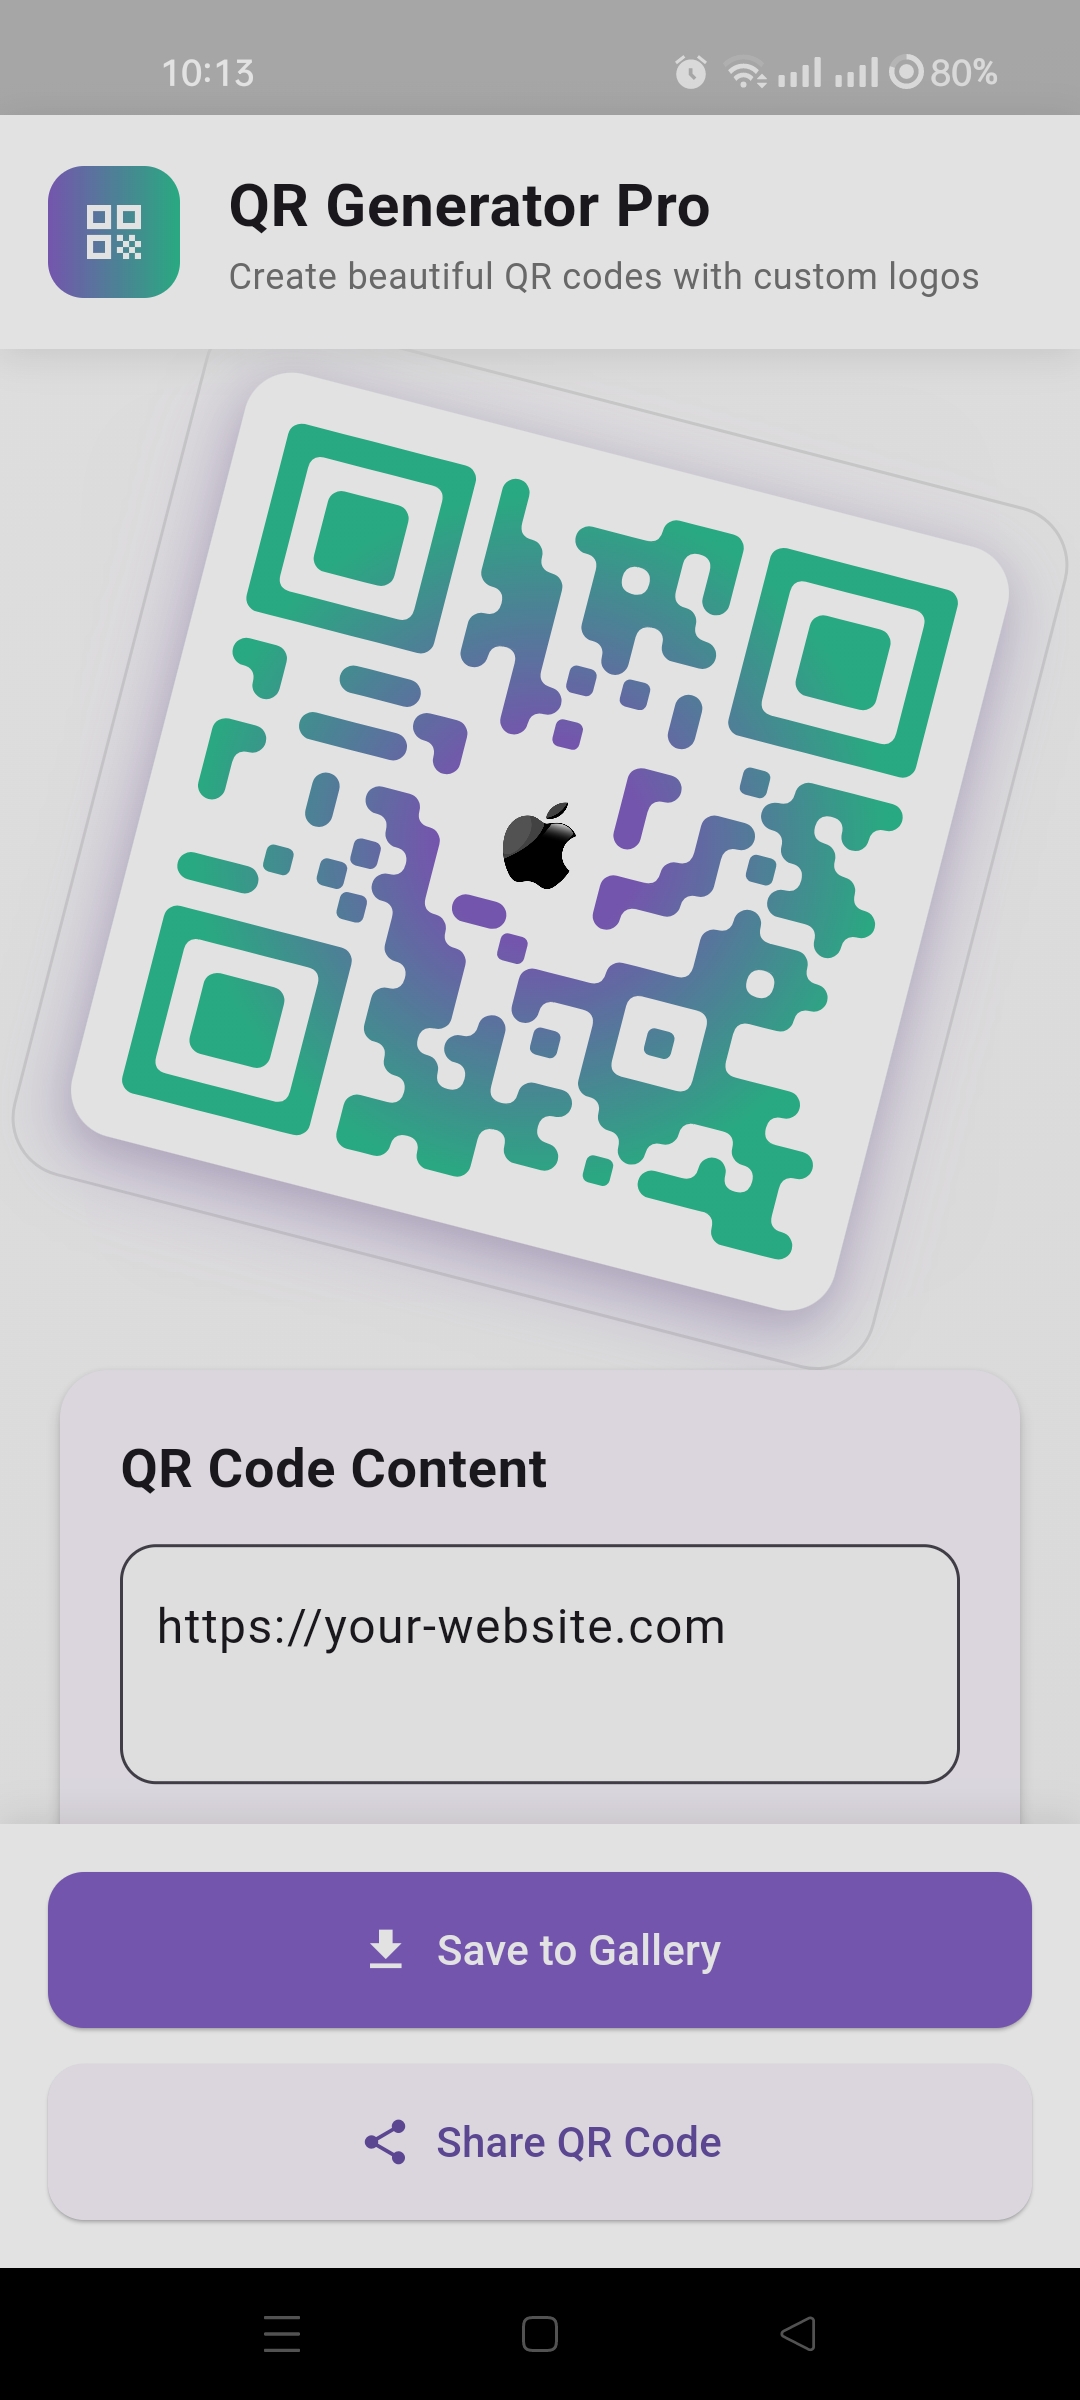 10:13
80%
QR Generator Pro
Create beautiful QR codes with custom logos
QR Code Content
https://your-website.com
Save to Gallery
Share QR Code